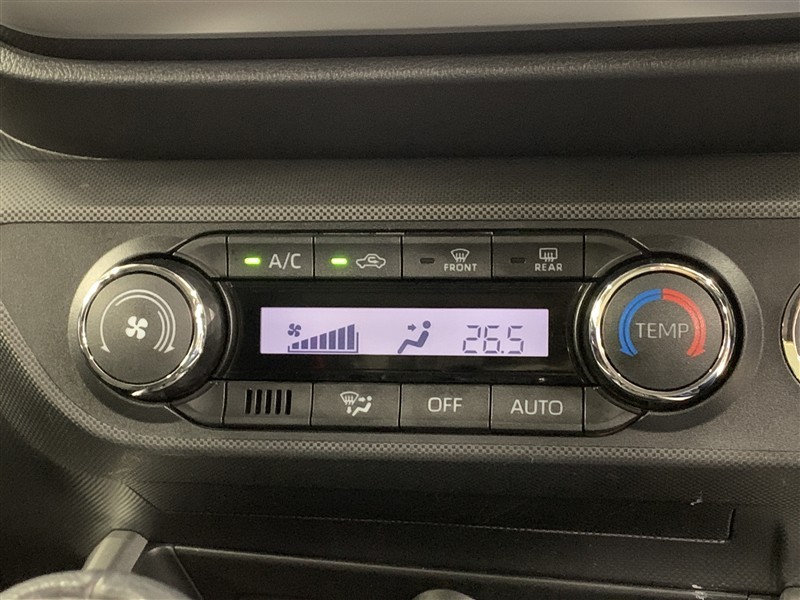 A/C
FRONT
REAR
26.5
TEMP
OFF
AUTO